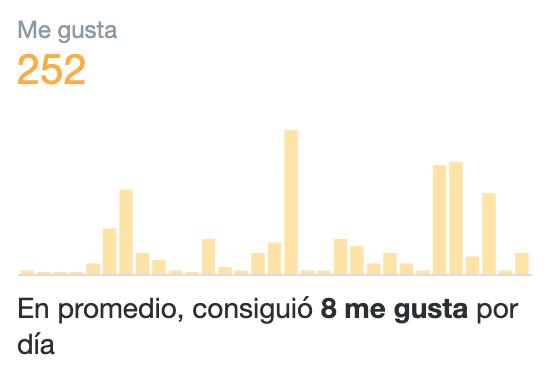 Me gusta
252
En promedio, consiguió 8 me gusta por
día